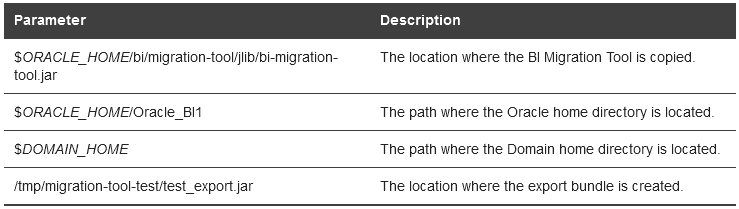 Parameter Description
$ORACLE_HOME/bi/migration-tool/jlib/bi-migration- The location where the BI Migration Tool is copied.
tool.jar
$ORACLE_HOME/Oracle_BI1 The path where the Oracle home directory is located.
$DOMAIN_HOME The path where the Domain home directory is located.
/tmp/migration-tool-test/test_export.jar The location where the export bundle is created.